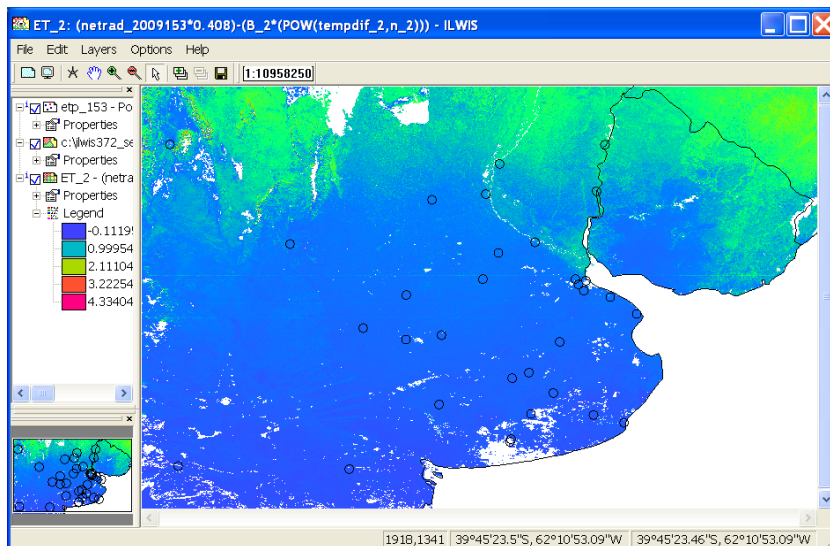 ET_2: (netrad_2009153*0.408)-(B_2*(POW(tempdif_2,n_2))) - ILWIS
File Edit Layers Options Help
1:10958250
etp_153 - Po
Properties
c:\ilwis372_se
Properties
ET_2 - (netra
Properties
Legend
-0.1119
0.99954
2.11104
3.22254
4.33404
1918,1341 39°45'23.5"S, 62°10'53.09"W 39°45'23.46"S, 62°10'53.09"W